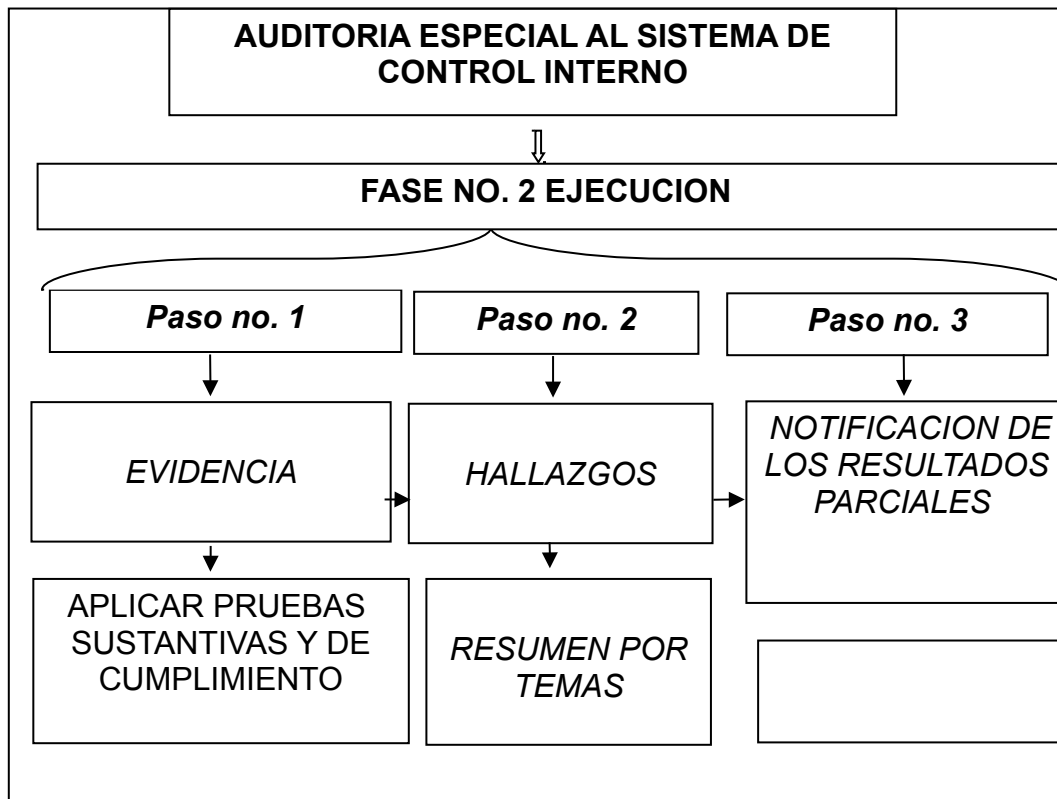 AUDITORIA ESPECIAL AL SISTEMA DE
CONTROL INTERNO
FASE NO. 2 EJECUCION
Paso no. 1
Paso no. 2
Paso no. 3
EVIDENCIA
HALLAZGOS
NOTIFICACION DE
LOS RESULTADOS
PARCIALES
APLICAR PRUEBAS
SUSTANTIVAS Y DE
CUMPLIMIENTO
RESUMEN POR
TEMAS